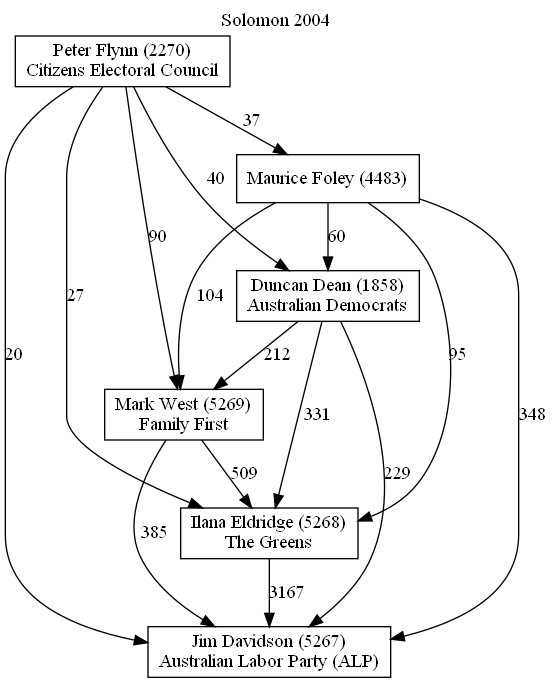 Solomon 2004
Peter Flynn (2270)
Citizens Electoral Council
37
Maurice Foley (4483)
40
90
104
60
Duncan Dean (1858)
Australian Democrats
27
95
20
212
Mark West (5269)
Family First
331
348
509
229
385
Ilana Eldridge (5268)
The Greens
3167
Jim Davidson (5267)
Australian Labor Party (ALP)